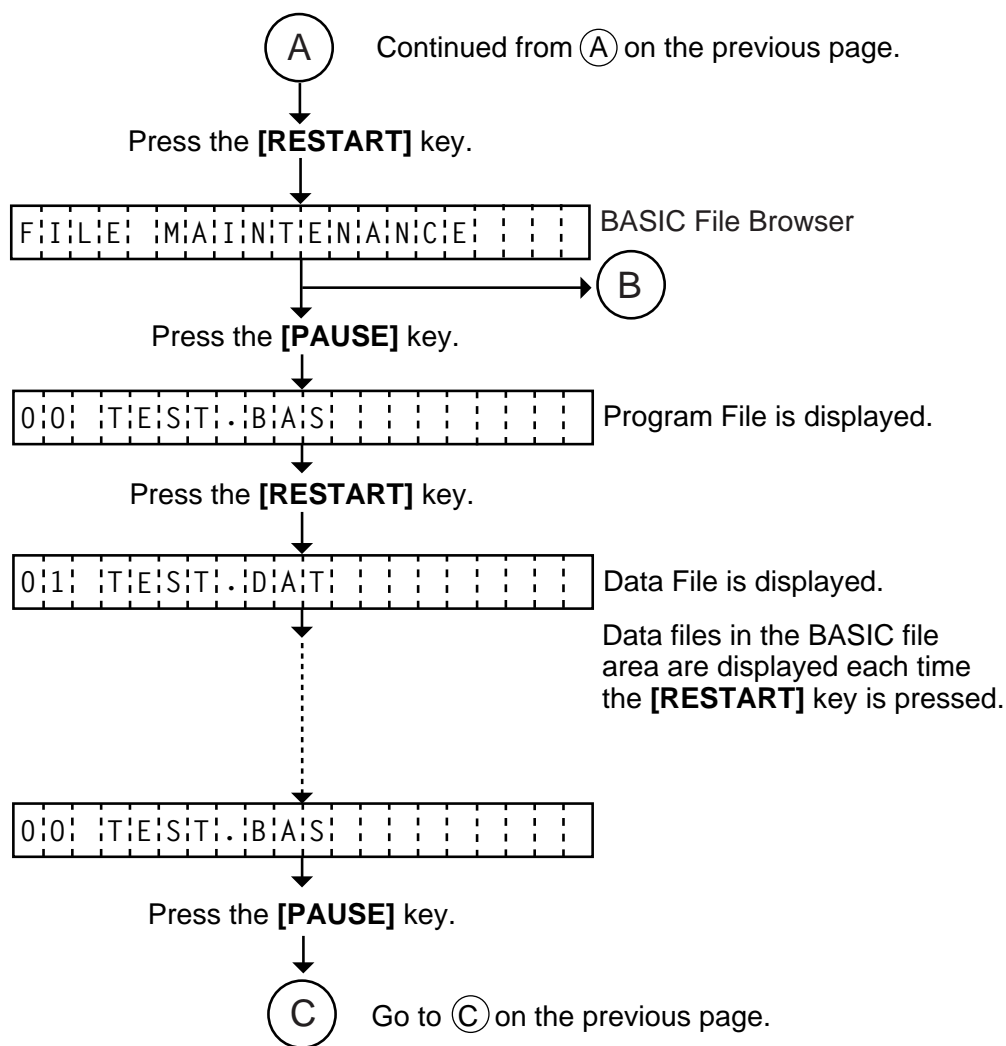 A
Continued from A on the previous page.
Press the [RESTART] key.
FILE MAINTENANCE
BASIC File Browser
B
Press the [PAUSE] key.
00 TEST.BAS
Program File is displayed.
Press the [RESTART] key.
01 TEST.DAT
Data File is displayed.
Data files in the BASIC file
area are displayed each time
the [RESTART] key is pressed.
00 TEST.BAS
Press the [PAUSE] key.
C
Go to C on the previous page.